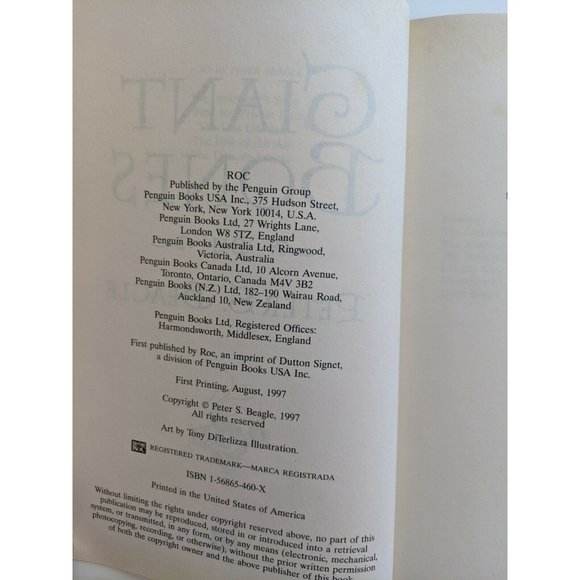 ROC
Published by the Penguin Group
Penguin Books USA Inc., 375 Hudson Street,
New York, New York 10014, U.S.A.
Penguin Books Ltd, 27 Wrights Lane,
London W8 5TZ, England
Penguin Books Australia Ltd, Ringwood,
Victoria, Australia
Penguin Books Canada Ltd, 10 Alcorn Avenue,
Toronto, Ontario, Canada M4V 3B2
Penguin Books (N.Z.) Ltd, 182–190 Wairau Road,
Auckland 10, New Zealand
Penguin Books Ltd, Registered Offices:
Harmondsworth, Middlesex, England
First published by Roc, an imprint of Dutton Signet,
a division of Penguin Books USA Inc.
First Printing, August, 1997
Copyright © Peter S. Beagle, 1997
All rights reserved
Art by Tony DiTerlizza Illustration.
REGISTERED TRADEMARK—MARCA REGISTRADA
ISBN 1-56865-460-X
Printed in the United States of America
Without limiting the rights under copyright reserved above, no part of this
publication may be reproduced, stored in or introduced into a retrieval
system, or transmitted, in any form, or by any means (electronic, mechanical,
photocopying, recording, or otherwise), without the prior written permission
of both the copyright owner and the above publisher of this book.
GIANT
BONES